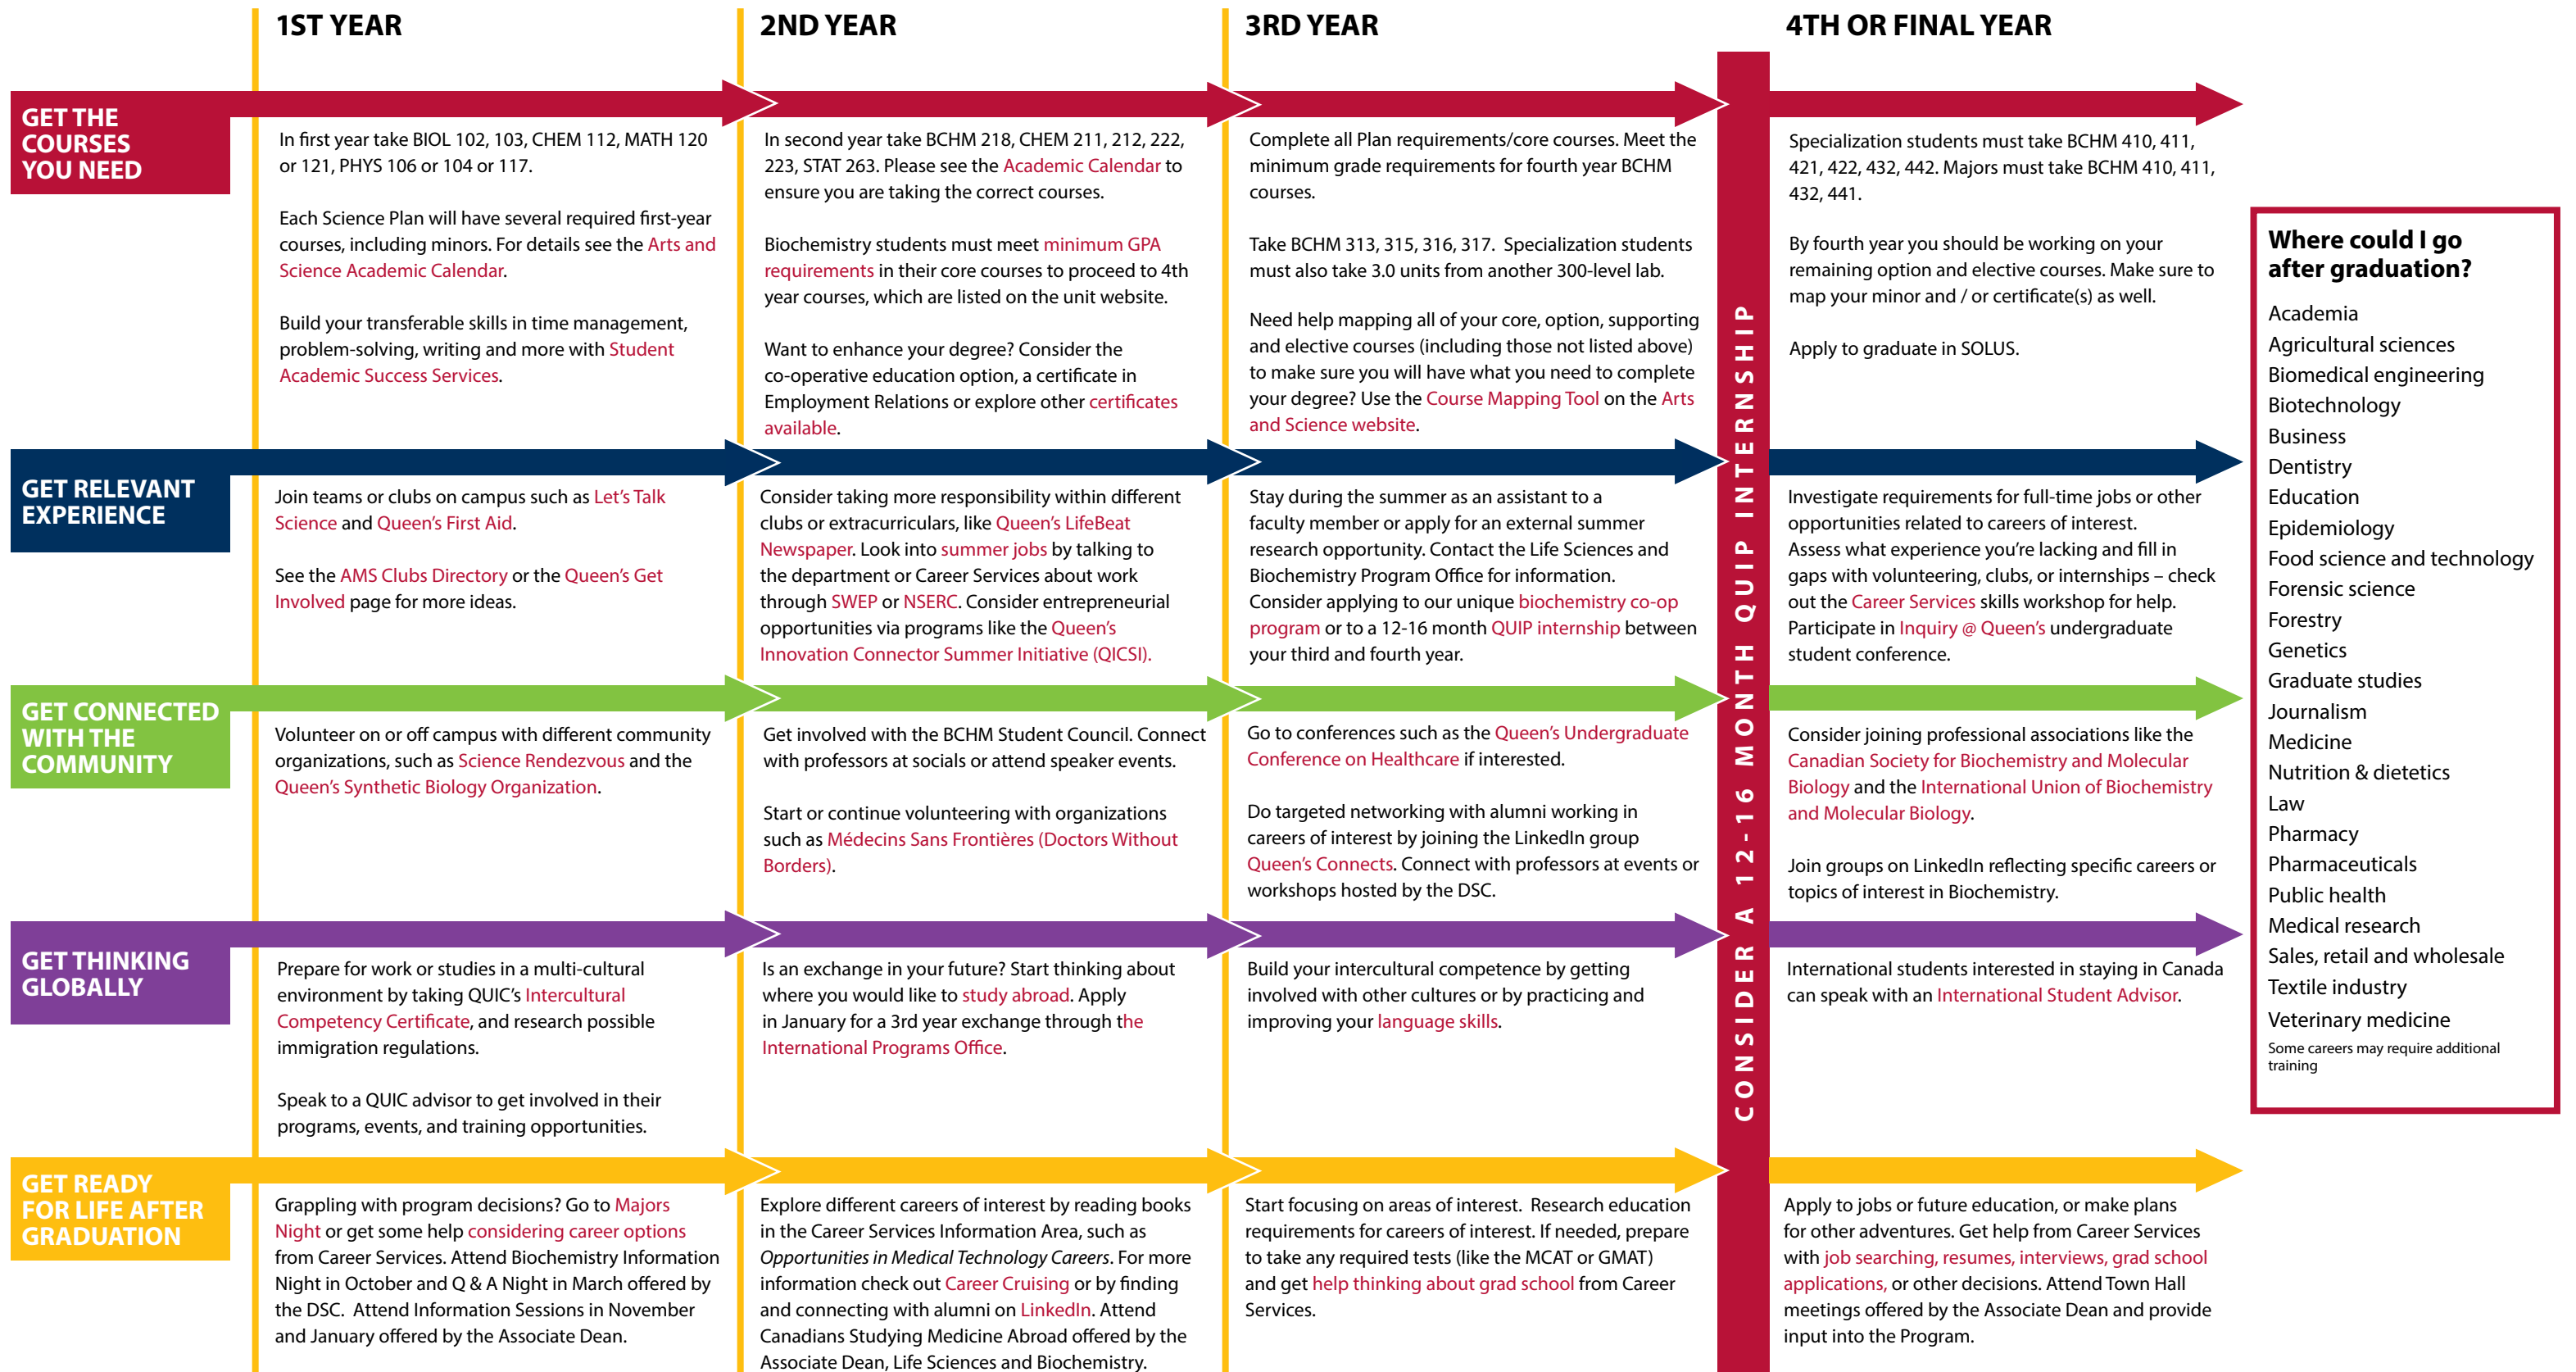 1ST YEAR
2ND YEAR
3RD YEAR
4TH OR FINAL YEAR
GET THE
COURSES
YOU NEED
In first year take BIOL 102, 103, CHEM 112, MATH 120
or 121, PHYS 106 or 104 or 117.
Each Science Plan will have several required first-year
courses, including minors. For details see the Arts and
Science Academic Calendar.
Build your transferable skills in time management,
problem-solving, writing and more with Student
Academic Success Services.
In second year take BCHM 218, CHEM 211, 212, 222,
223, STAT 263. Please see the Academic Calendar to
ensure you are taking the correct courses.
Biochemistry students must meet minimum GPA
requirements in their core courses to proceed to 4th
year courses, which are listed on the unit website.
Want to enhance your degree? Consider the
co-operative education option, a certificate in
Employment Relations or explore other certificates
available.
Complete all Plan requirements/core courses. Meet the
minimum grade requirements for fourth year BCHM
courses.
Take BCHM 313, 315, 316, 317. Specialization students
must also take 3.0 units from another 300-level lab.
Need help mapping all of your core, option, supporting
and elective courses (including those not listed above)
to make sure you will have what you need to complete
your degree? Use the Course Mapping Tool on the Arts
and Science website.
Specialization students must take BCHM 410, 411,
421, 422, 432, 442. Majors must take BCHM 410, 411,
432, 441.
By fourth year you should be working on your
remaining option and elective courses. Make sure to
map your minor and / or certificate(s) as well.
Apply to graduate in SOLUS.
GET RELEVANT
EXPERIENCE
Join teams or clubs on campus such as Let's Talk
Science and Queen's First Aid.
See the AMS Clubs Directory or the Queen's Get
Involved page for more ideas.
Consider taking more responsibility within different
clubs or extracurriculars, like Queen's LifeBeat
Newspaper. Look into summer jobs by talking to
the department or Career Services about work
through SWEP or NSERC. Consider entrepreneurial
opportunities via programs like the Queen's
Innovation Connector Summer Initiative (QICSI).
Stay during the summer as an assistant to a
faculty member or apply for an external summer
research opportunity. Contact the Life Sciences and
Biochemistry Program Office for information.
Consider applying to our unique biochemistry co-op
program or to a 12-16 month QUIP internship between
your third and fourth year.
Investigate requirements for full-time jobs or other
opportunities related to careers of interest.
Assess what experience you're lacking and fill in
gaps with volunteering, clubs, or internships – check
out the Career Services skills workshop for help.
Participate in Inquiry @ Queen's undergraduate
student conference.
GET CONNECTED
WITH THE
COMMUNITY
Volunteer on or off campus with different community
organizations, such as Science Rendezvous and the
Queen's Synthetic Biology Organization.
Get involved with the BCHM Student Council. Connect
with professors at socials or attend speaker events.
Start or continue volunteering with organizations
such as Médecins Sans Frontières (Doctors Without
Borders).
Go to conferences such as the Queen's Undergraduate
Conference on Healthcare if interested.
Do targeted networking with alumni working in
careers of interest by joining the LinkedIn group
Queen's Connects. Connect with professors at events or
workshops hosted by the DSC.
Consider joining professional associations like the
Canadian Society for Biochemistry and Molecular
Biology and the International Union of Biochemistry
and Molecular Biology.
Join groups on LinkedIn reflecting specific careers or
topics of interest in Biochemistry.
GET THINKING
GLOBALLY
Prepare for work or studies in a multi-cultural
environment by taking QUIC's Intercultural
Competency Certificate, and research possible
immigration regulations.
Speak to a QUIC advisor to get involved in their
programs, events, and training opportunities.
Is an exchange in your future? Start thinking about
where you would like to study abroad. Apply
in January for a 3rd year exchange through the
International Programs Office.
Build your intercultural competence by getting
involved with other cultures or by practicing and
improving your language skills.
International students interested in staying in Canada
can speak with an International Student Advisor.
GET READY
FOR LIFE AFTER
GRADUATION
Grappling with program decisions? Go to Majors
Night or get some help considering career options
from Career Services. Attend Biochemistry Information
Night in October and Q & A Night in March offered by
the DSC. Attend Information Sessions in November
and January offered by the Associate Dean.
Explore different careers of interest by reading books
in the Career Services Information Area, such as
Opportunities in Medical Technology Careers. For more
information check out Career Cruising or by finding
and connecting with alumni on LinkedIn. Attend
Canadians Studying Medicine Abroad offered by the
Associate Dean, Life Sciences and Biochemistry.
Start focusing on areas of interest. Research education
requirements for careers of interest. If needed, prepare
to take any required tests (like the MCAT or GMAT)
and get help thinking about grad school from Career
Services.
Apply to jobs or future education, or make plans
for other adventures. Get help from Career Services
with job searching, resumes, interviews, grad school
applications, or other decisions. Attend Town Hall
meetings offered by the Associate Dean and provide
input into the Program.
CONSIDER A 12-16 MONTH QUIP INTERNSHIP
Where could I go
after graduation?
Academia
Agricultural sciences
Biomedical engineering
Biotechnology
Business
Dentistry
Education
Epidemiology
Food science and technology
Forensic science
Forestry
Genetics
Graduate studies
Journalism
Medicine
Nutrition & dietetics
Law
Pharmacy
Pharmaceuticals
Public health
Medical research
Sales, retail and wholesale
Textile industry
Veterinary medicine
Some careers may require additional
training